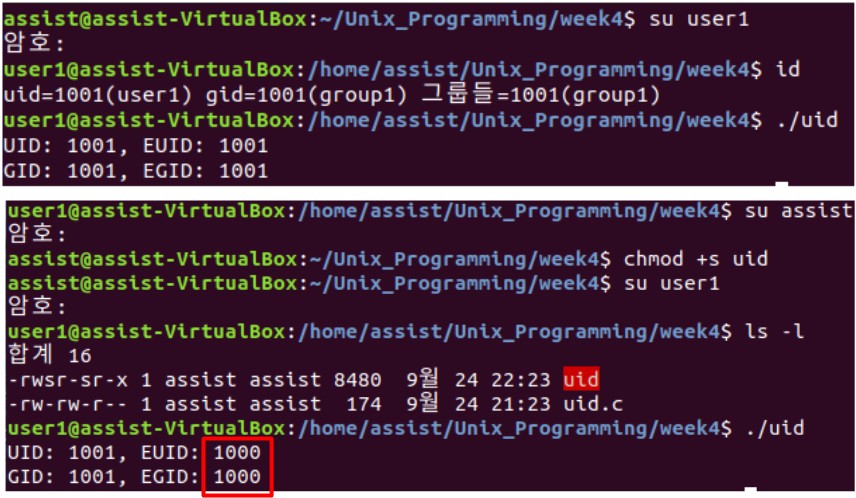 assist@assist-VirtualBox:~/Unix_Programming/week4$ su user1
암호:
user1@assist-VirtualBox:/home/assist/Unix_Programming/week4$ id
uid=1001(user1) gid=1001(group1) 그룹들=1001(group1)
user1@assist-VirtualBox:/home/assist/Unix_Programming/week4$ ./uid
UID: 1001, EUID: 1001
GID: 1001, EGID: 1001
user1@assist-VirtualBox:/home/assist/Unix_Programming/week4$ su assist
암호:
assist@assist-VirtualBox:~/Unix_Programming/week4$ chmod +s uid
assist@assist-VirtualBox:~/Unix_Programming/week4$ su user1
암호:
user1@assist-VirtualBox:/home/assist/Unix_Programming/week4$ ls -l
합계 16
-rwsr-sr-x 1 assist assist 8480  9월 24 22:23 uid
-rw-rw-r-- 1 assist assist  174  9월 24 21:23 uid.c
user1@assist-VirtualBox:/home/assist/Unix_Programming/week4$ ./uid
UID: 1001, EUID: 1000
GID: 1001, EGID: 1000